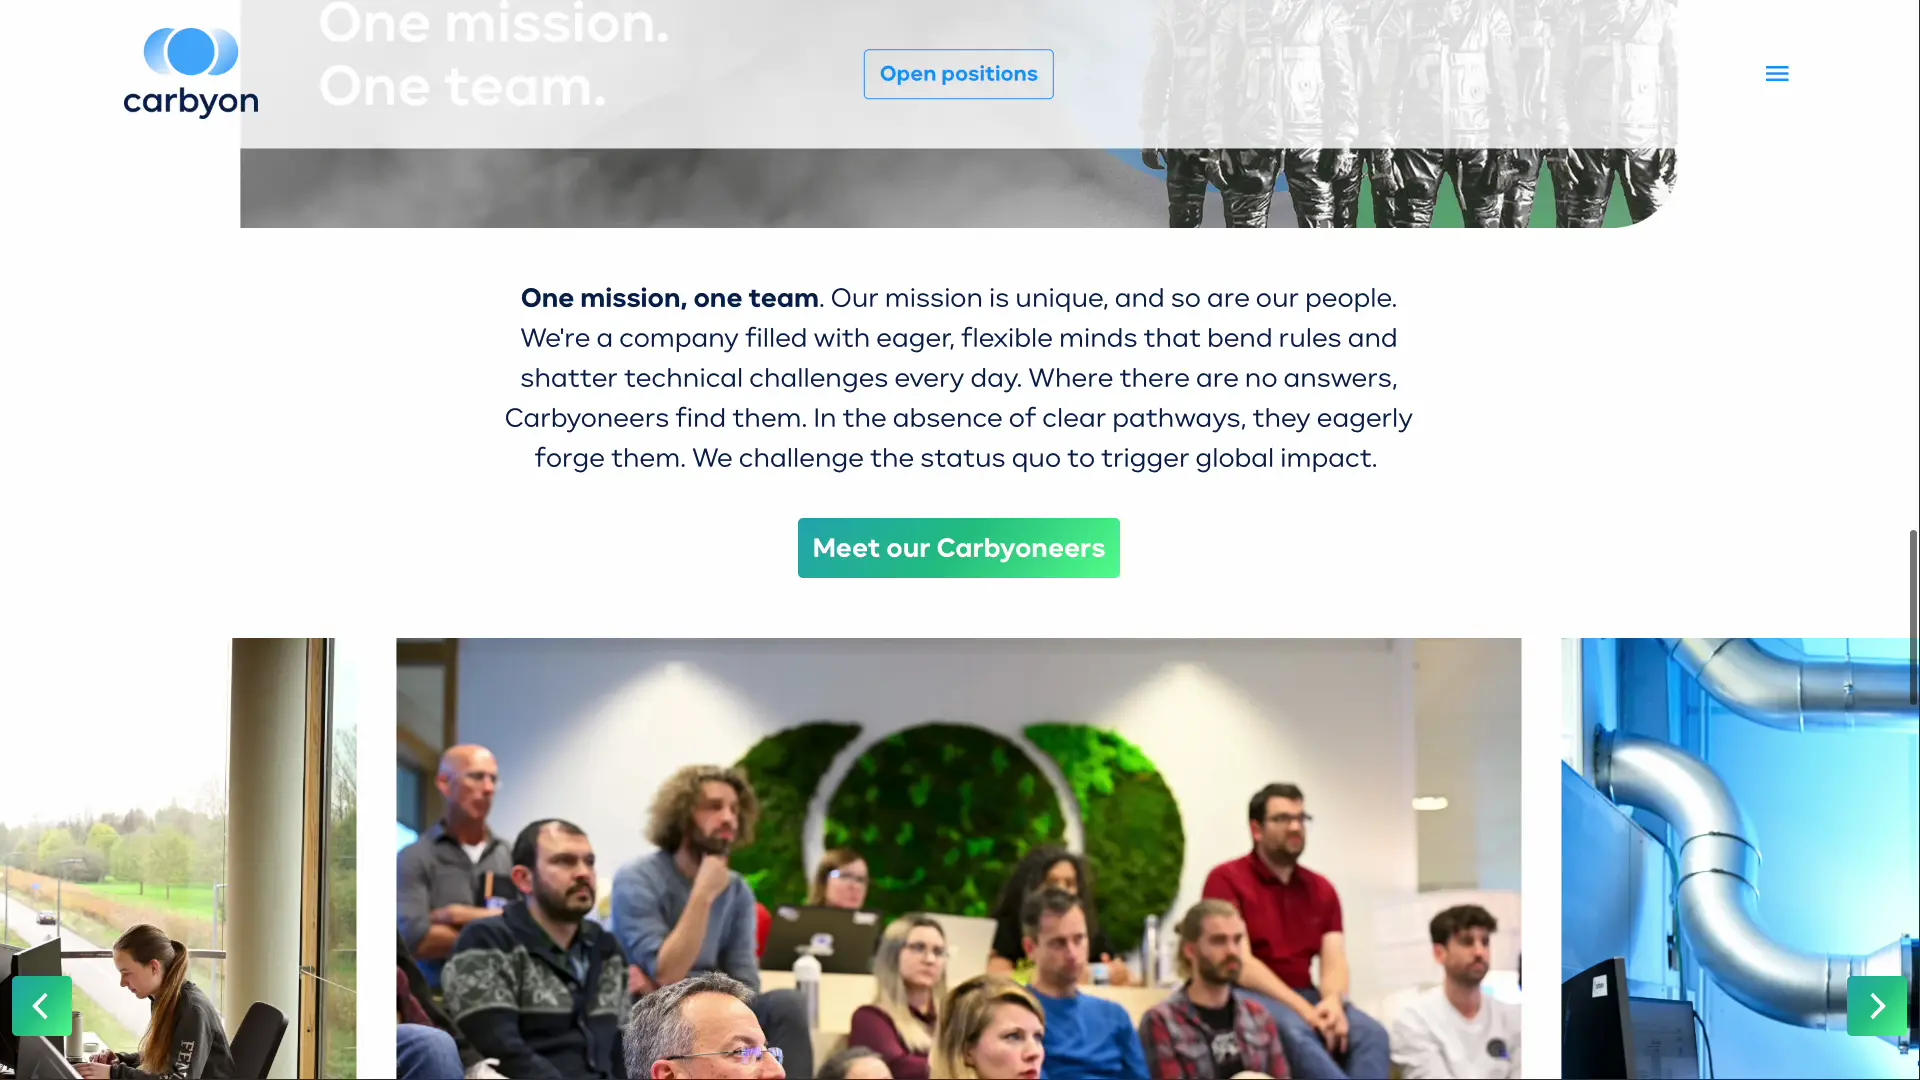 One mission.
One team.
carbyon
Open positions
One mission, one team. Our mission is unique, and so are our people.
We're a company filled with eager, flexible minds that bend rules and
shatter technical challenges every day. Where there are no answers,
Carbyoneers find them. In the absence of clear pathways, they eagerly
forge them. We challenge the status quo to trigger global impact.
Meet our Carbyoneers